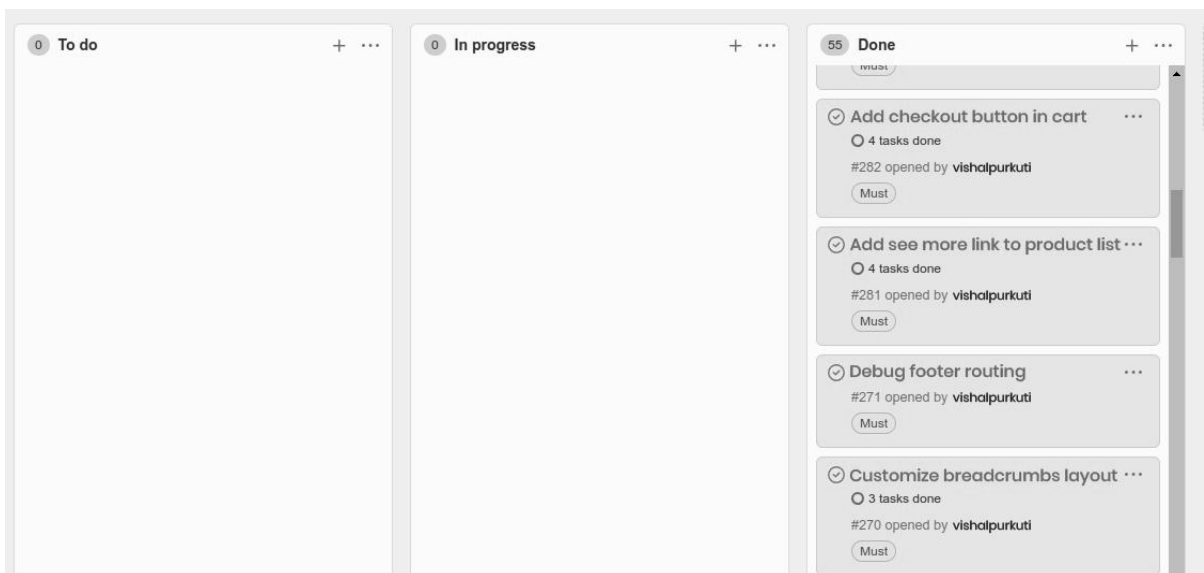 0 To do
0 In progress
55 Done
Must
Add checkout button in cart
4 tasks done
#282 opened by vishalpurkuti
Must
Add see more link to product list
4 tasks done
#281 opened by vishalpurkuti
Must
Debug footer routing
#271 opened by vishalpurkuti
Must
Customize breadcrumbs layout
3 tasks done
#270 opened by vishalpurkuti
Must